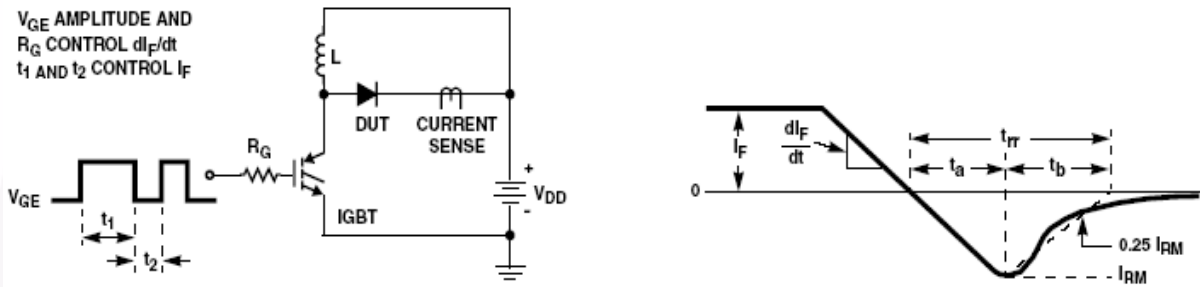 V_GE AMPLITUDE AND
R_G CONTROL dI_F/dt
t_1 AND t_2 CONTROL I_F
L
DUT
CURRENT
SENSE
R_G
V_GE
IGBT
+
V_DD
-
t_1
t_2
I_F
dI_F
dt
t_rr
t_a
t_b
0
0.25 I_RM
I_RM